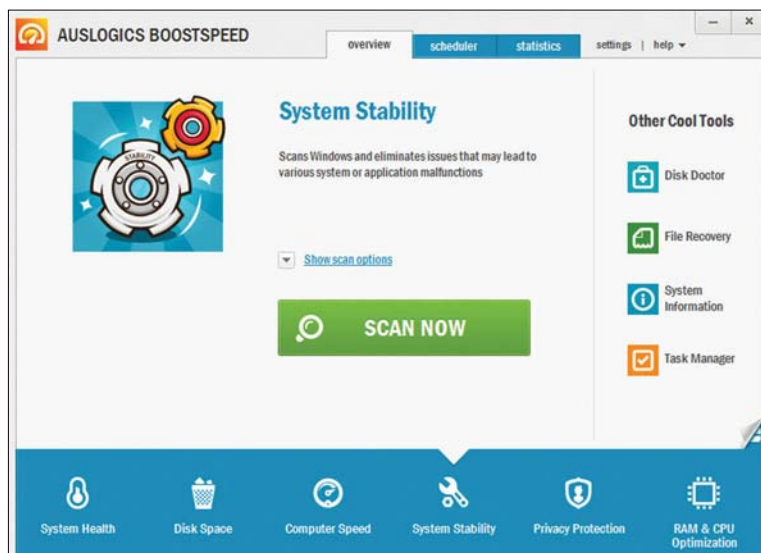 AUSLOGICS BOOSTSPEED
overview
scheduler
statistics
settings | help
System Stability
STABILITY
Scans Windows and eliminates issues that may lead to
various system or application malfunctions
Show scan options
SCAN NOW
Other Cool Tools
Disk Doctor
File Recovery
System
Information
Task Manager
System Health
Disk Space
Computer Speed
System Stability
Privacy Protection
RAM & CPU
Optimization